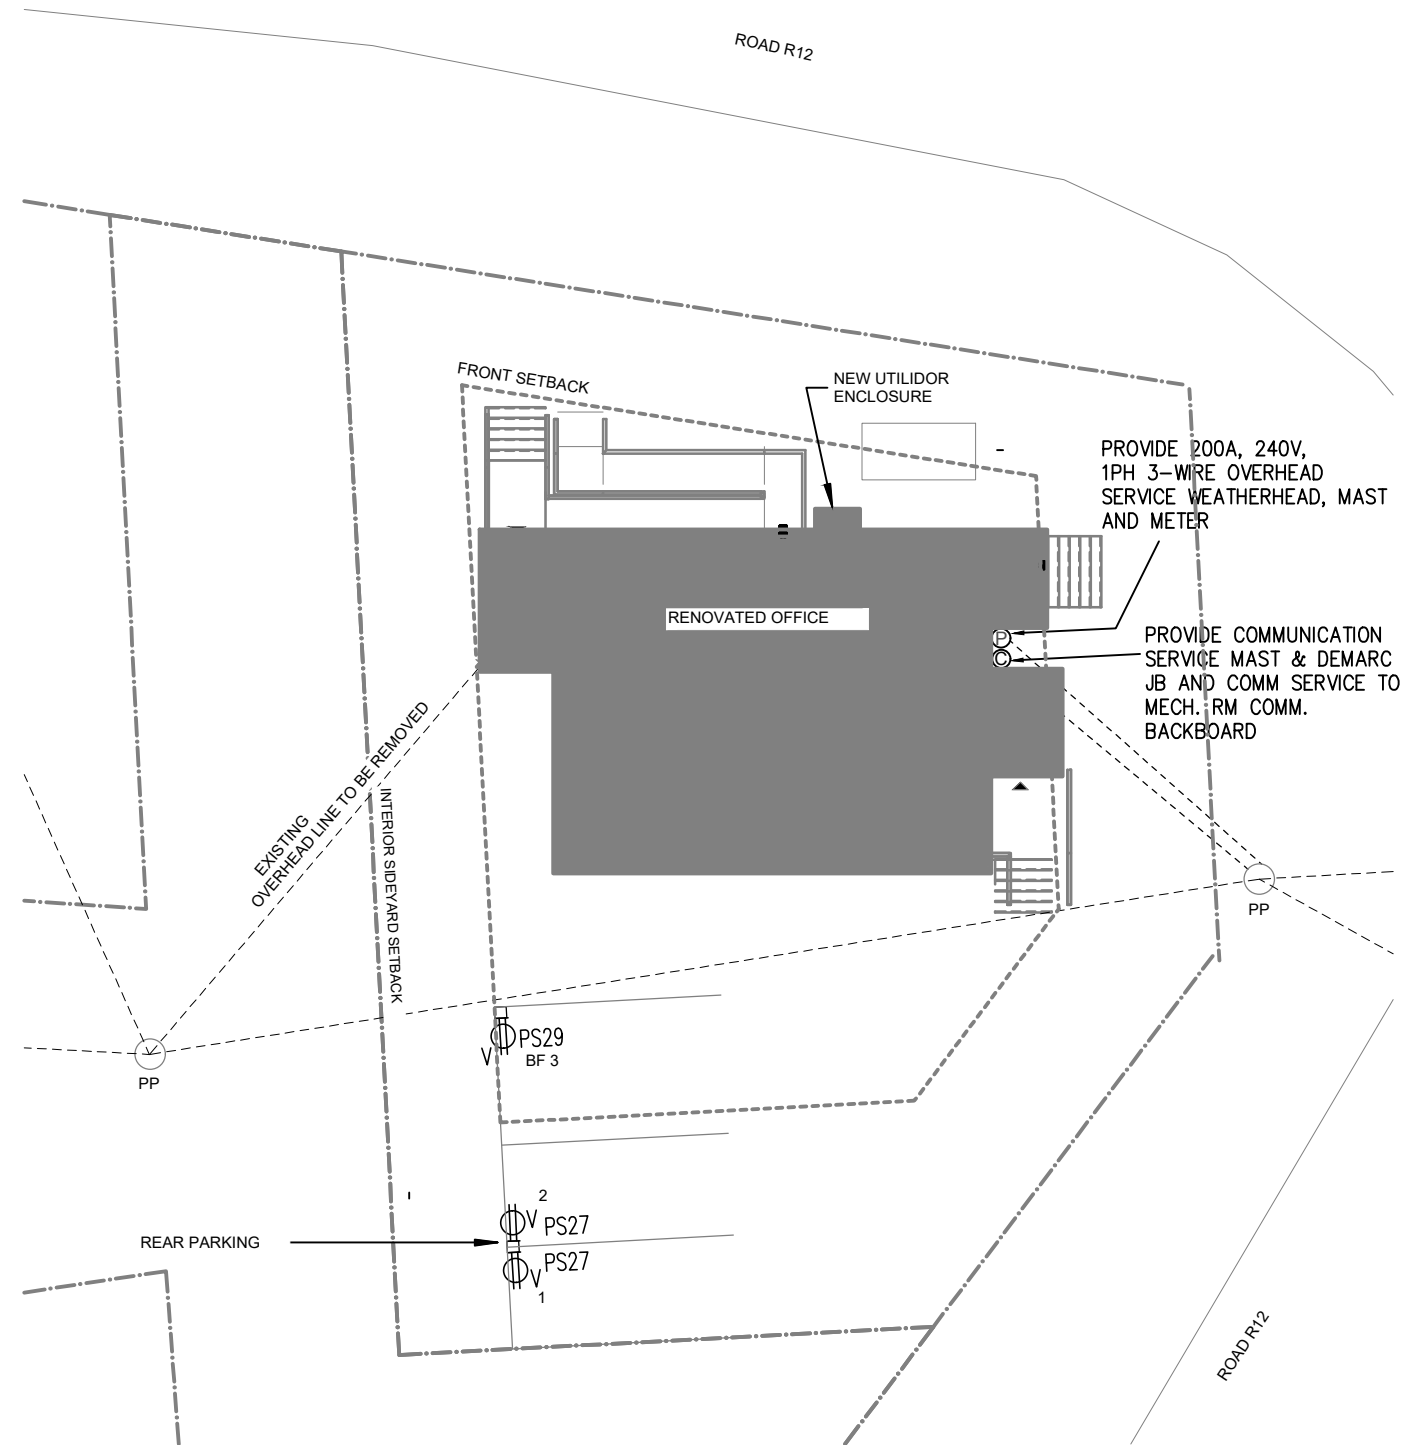 ROAD R12
FRONT SETBACK
NEW UTILIDOR
ENCLOSURE
PROVIDE 200A, 240V,
1PH 3-WIRE OVERHEAD
SERVICE WEATHERHEAD, MAST
AND METER
RENOVATED OFFICE
P
C
PROVIDE COMMUNICATION
SERVICE MAST & DEMARC
JB AND COMM SERVICE TO
MECH. RM COMM.
BACKBOARD
EXISTING
OVERHEAD LINE TO BE REMOVED
INTERIOR SIDEYARD SETBACK
PP
PS29
V
BF 3
PP
2
V PS27
REAR PARKING
PS27
V
1
ROAD R12